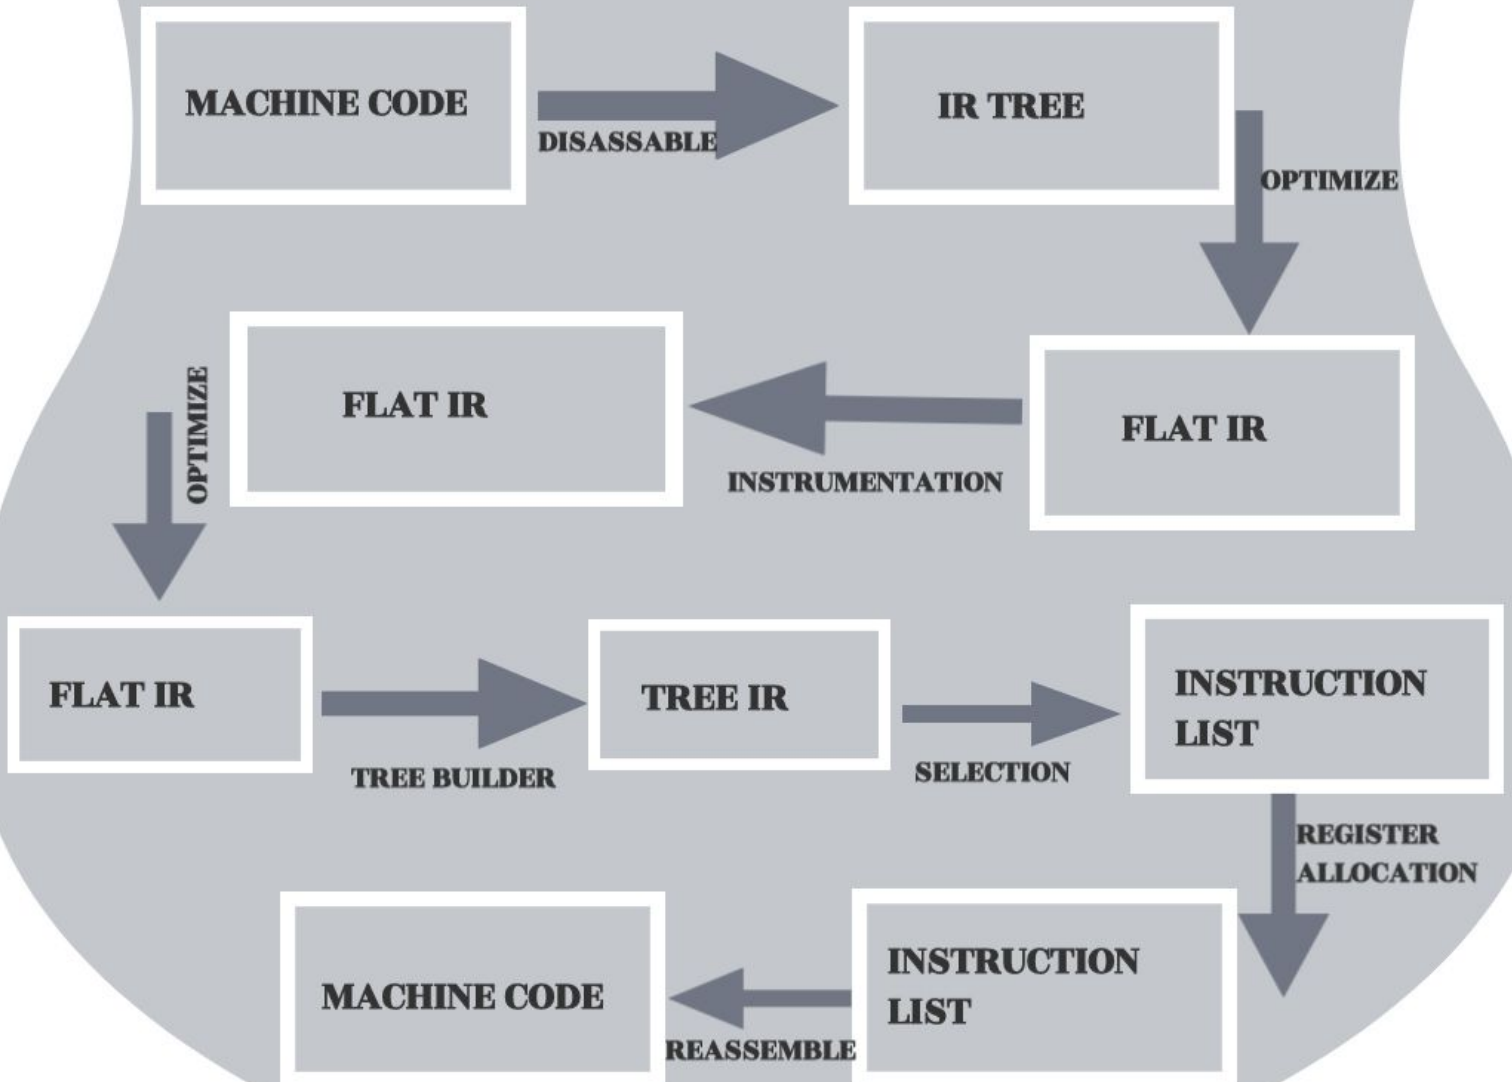 MACHINE CODE
DISASSABLE
IR TREE
OPTIMIZE
FLAT IR
INSTRUMENTATION
FLAT IR
OPTIMIZE
FLAT IR
TREE BUILDER
TREE IR
SELECTION
INSTRUCTION
LIST
REGISTER
ALLOCATION
INSTRUCTION
LIST
REASSEMBLE
MACHINE CODE